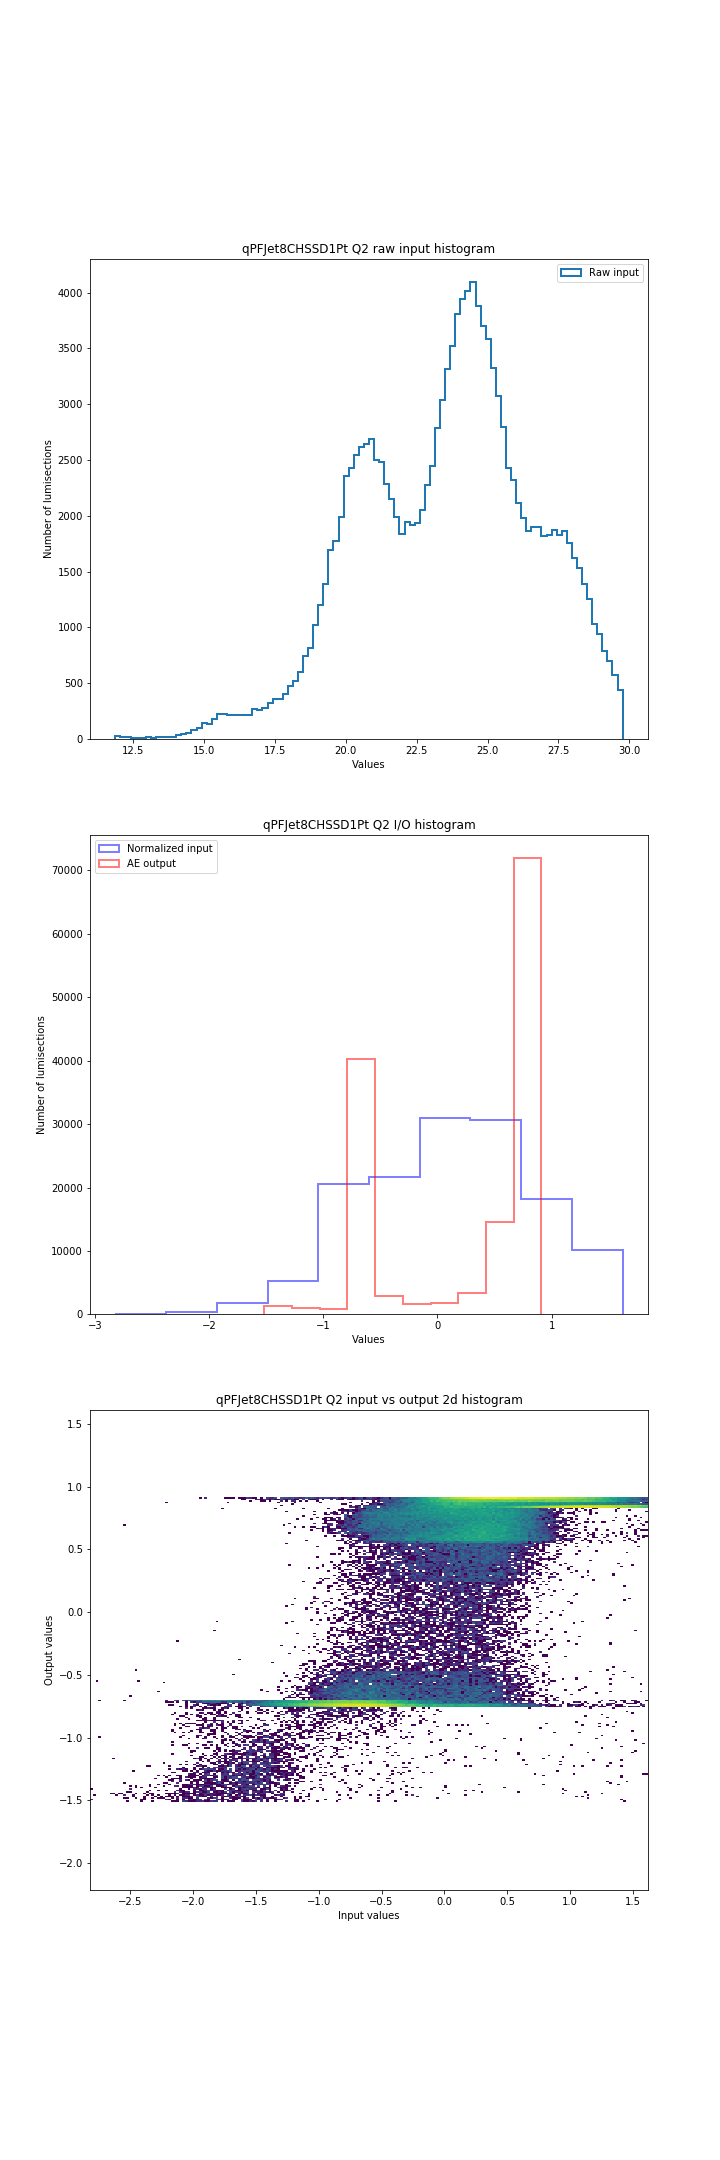 qPFJet8CHSSD1Pt Q2 raw input histogram
Raw input
4000
3500
3000
2500
2000
1500
1000
500
0
Number of lumisections
12.5 15.0 17.5 20.0 22.5 25.0 27.5 30.0
Values
qPFJet8CHSSD1Pt Q2 I/O histogram
Normalized input
AE output
70000
60000
50000
40000
30000
20000
10000
0
Number of lumisections
−3 −2 −1 0 1
Values
qPFJet8CHSSD1Pt Q2 input vs output 2d histogram
1.5
1.0
0.5
0.0
−0.5
−1.0
−1.5
−2.0
Output values
−2.5 −2.0 −1.5 −1.0 −0.5 0.0 0.5 1.0 1.5
Input values